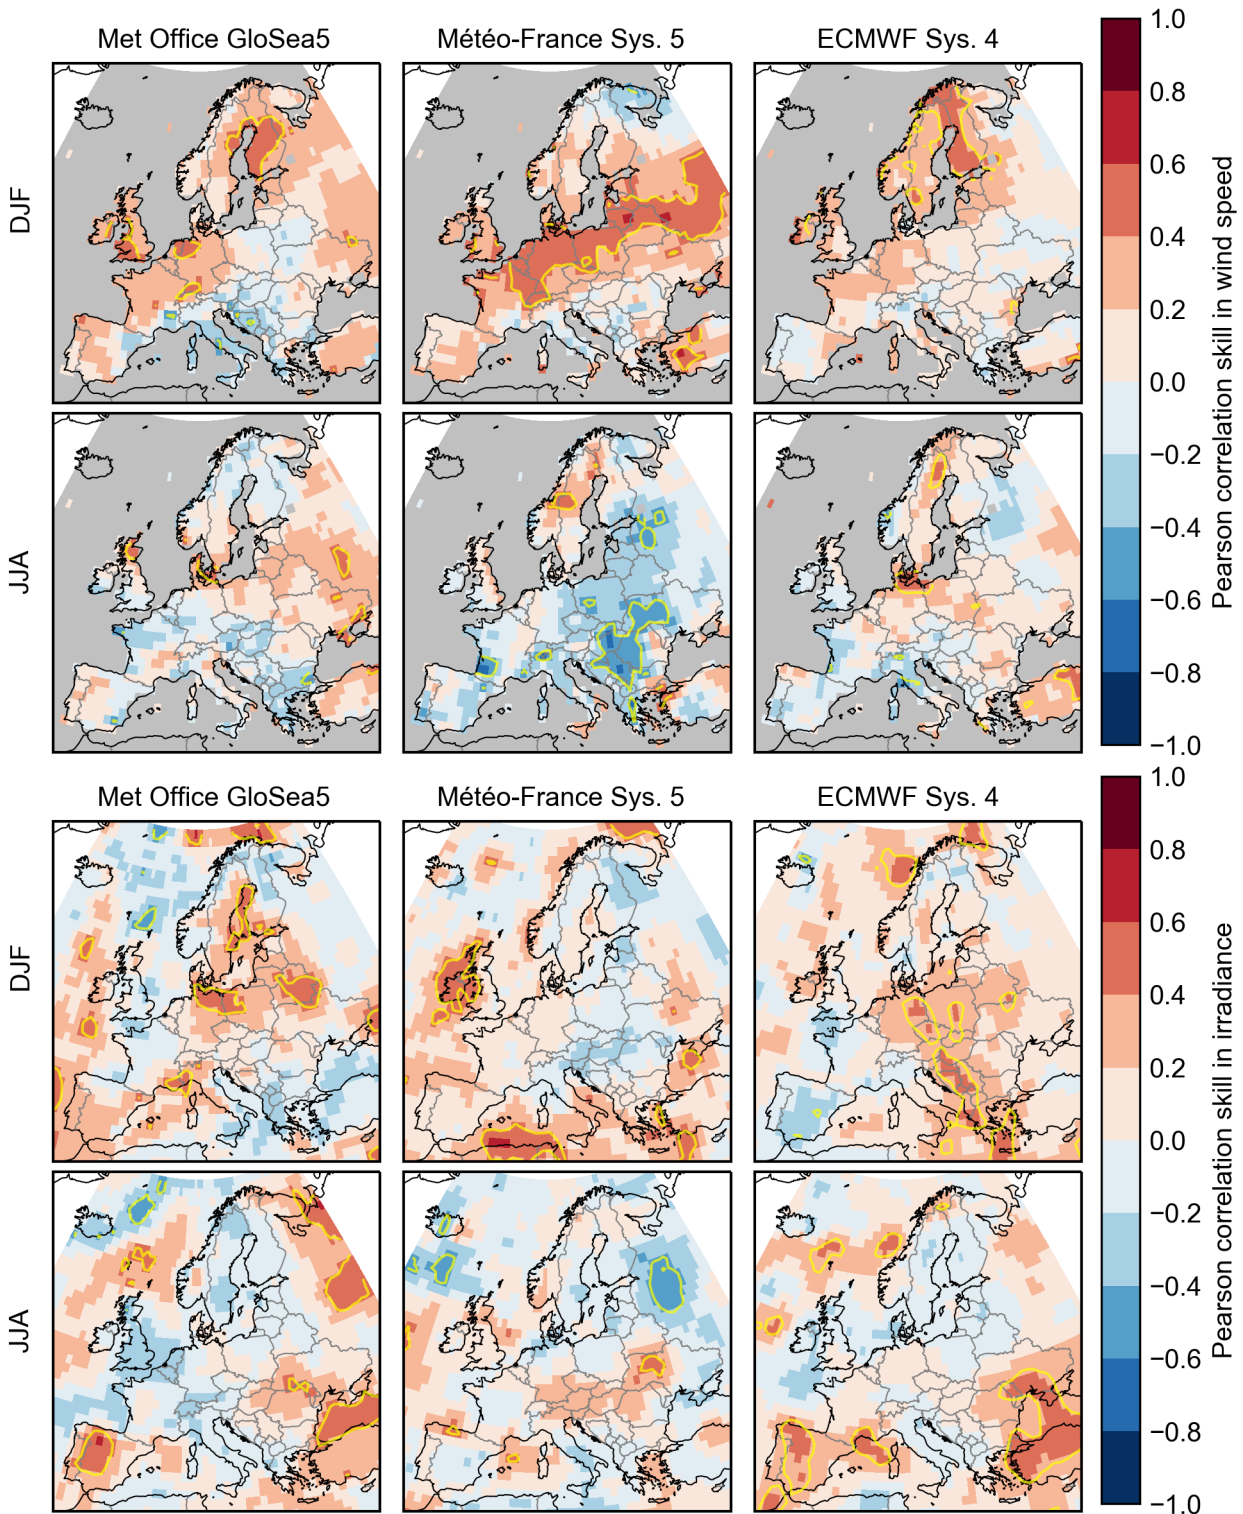 Met Office GloSea5
Météo-France Sys. 5
ECMWF Sys. 4
DJF
JJA
1.0
0.8
0.6
0.4
0.2
0.0
−0.2
−0.4
−0.6
−0.8
−1.0
Pearson correlation skill in wind speed
Met Office GloSea5
Météo-France Sys. 5
ECMWF Sys. 4
DJF
JJA
1.0
0.8
0.6
0.4
0.2
0.0
−0.2
−0.4
−0.6
−0.8
−1.0
Pearson correlation skill in irradiance